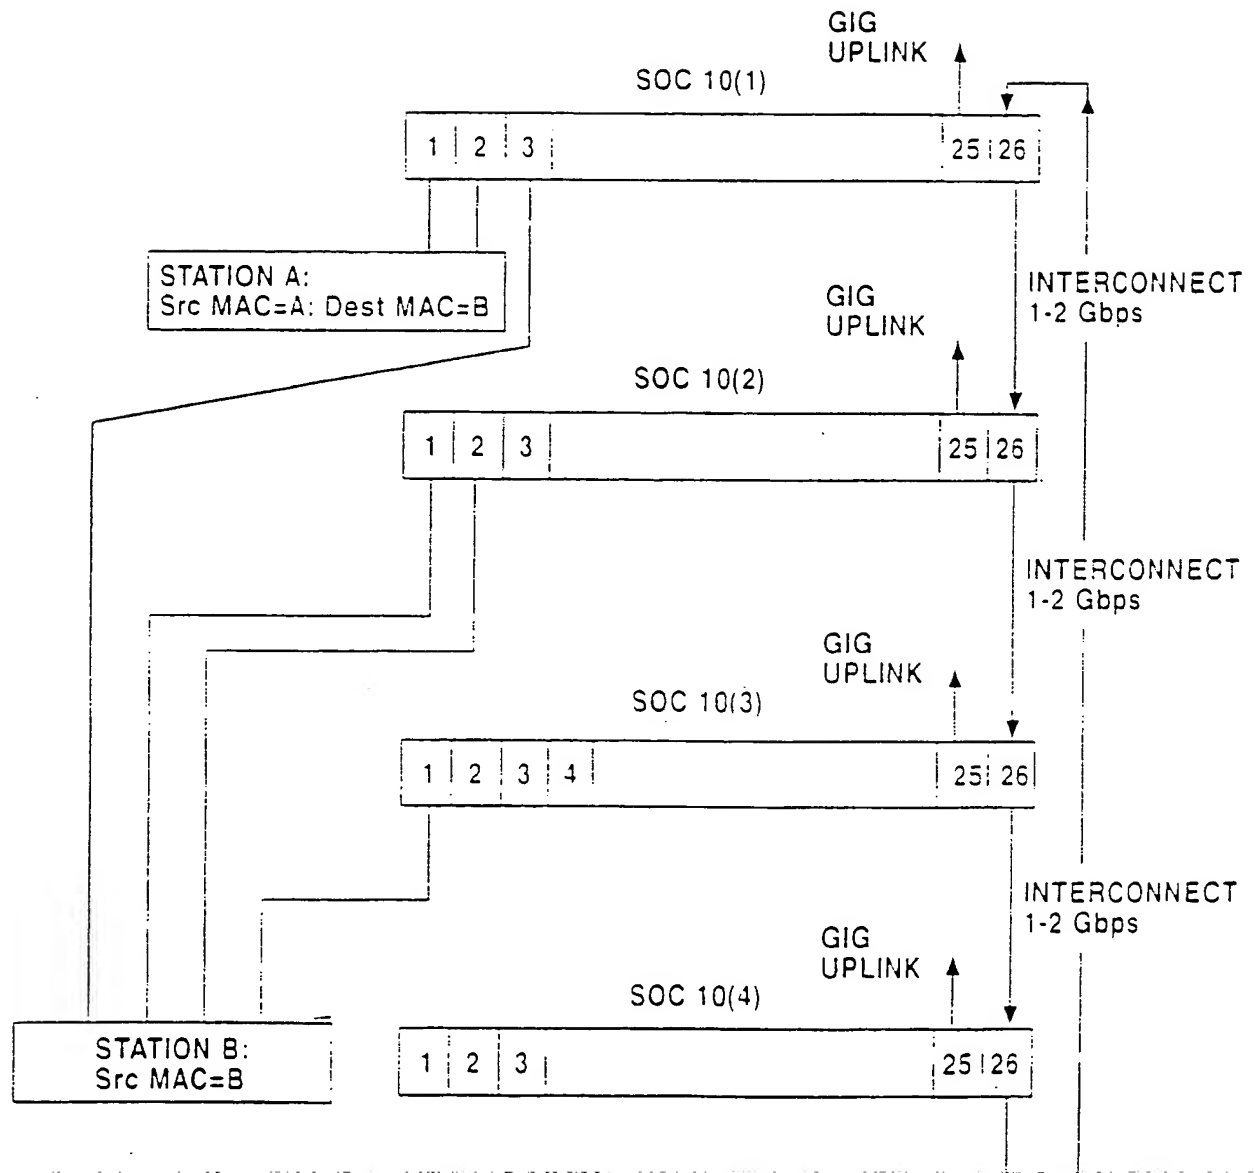 GIG
UPLINK
SOC 10(1)
1 2 3 25 26
STATION A:
Src MAC=A: Dest MAC=B
INTERCONNECT
1-2 Gbps
GIG
UPLINK
SOC 10(2)
1 2 3 25 26
INTERCONNECT
1-2 Gbps
GIG
UPLINK
SOC 10(3)
1 2 3 4 25 26
INTERCONNECT
1-2 Gbps
GIG
UPLINK
SOC 10(4)
STATION B:
Src MAC=B
1 2 3 25 26